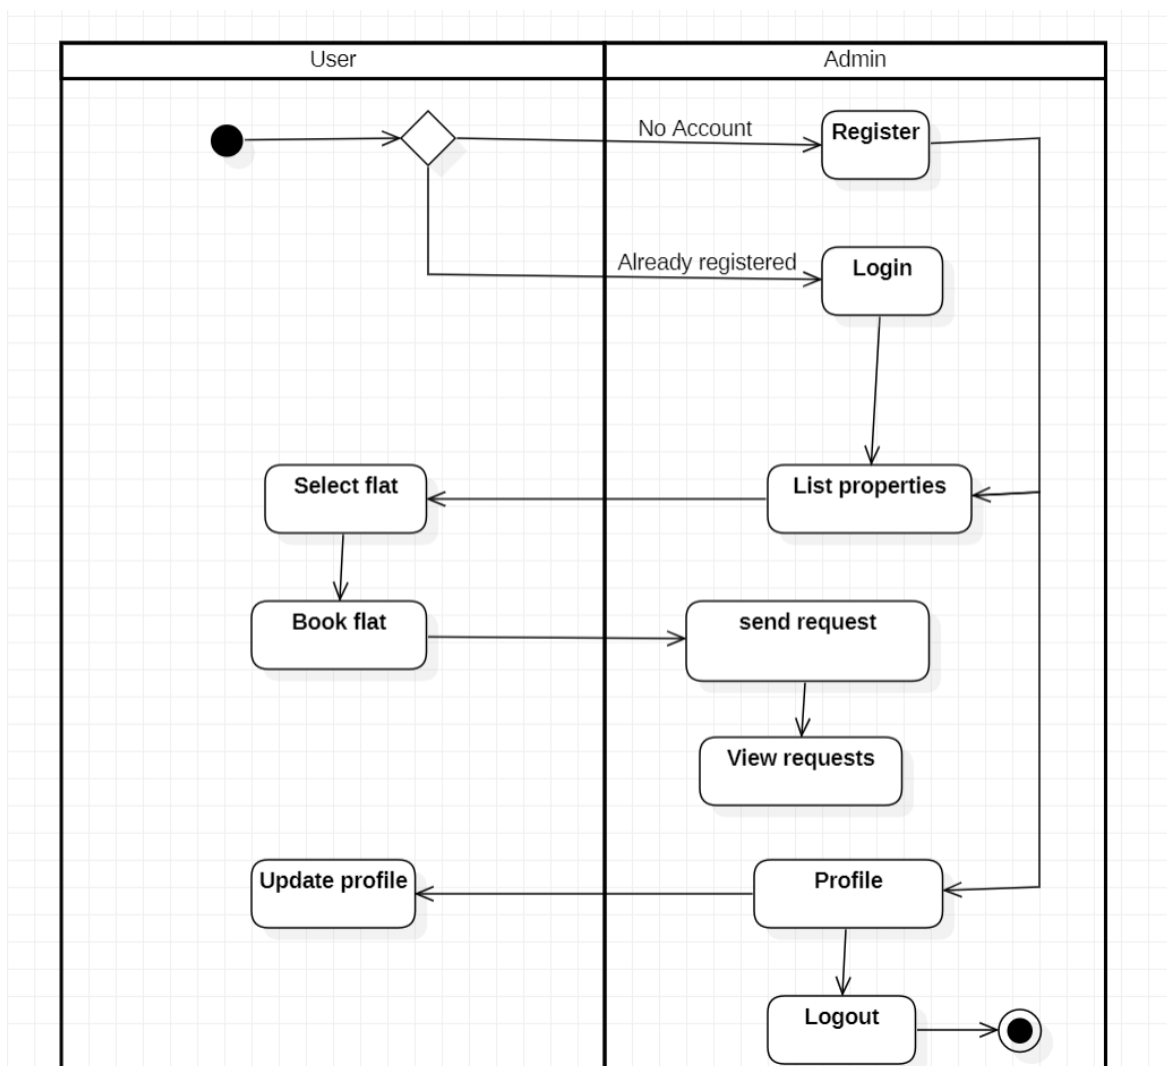 User
Admin
No Account
Register
Already registered
Login
Select flat
List properties
Book flat
send request
View requests
Update profile
Profile
Logout